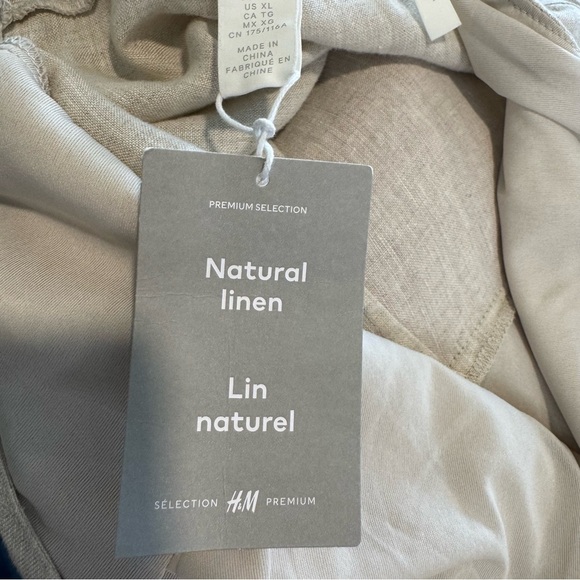 US XL
CA TG
MX XG
CN 175/116A
MADE IN
CHINA
FABRIQUÉ EN
CHINE
PREMIUM SELECTION
Natural
linen
Lin
naturel
SÉLECTION H&M PREMIUM